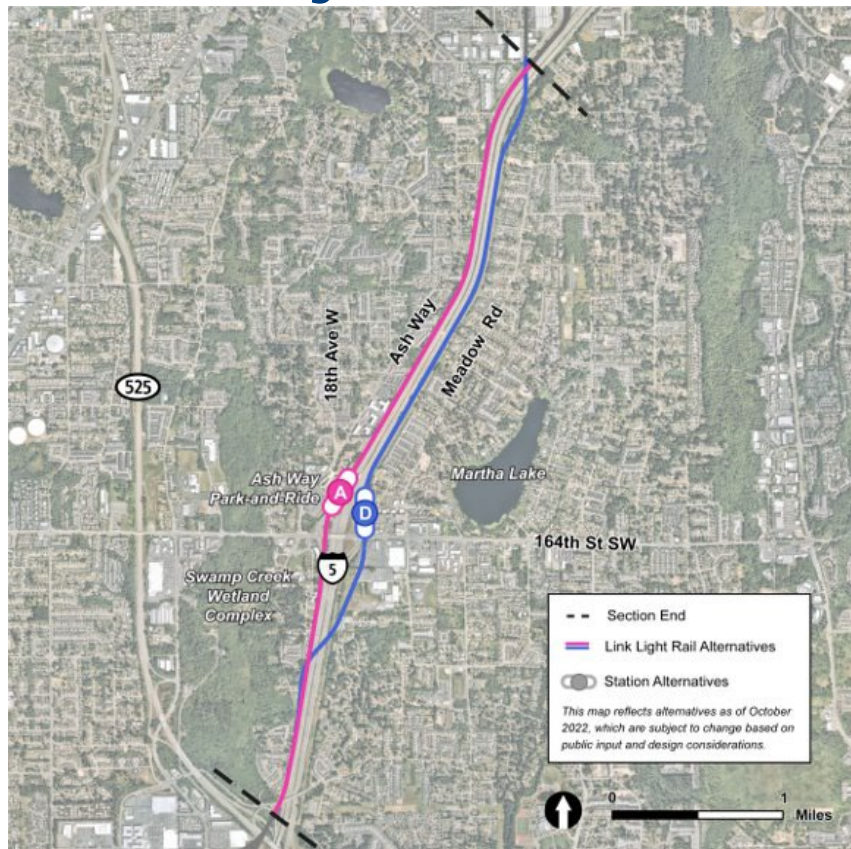 18th Ave W
Ash Way
Meadow Rd
525
Ash Way
Park-and-Ride
A
D
Martha Lake
164th St SW
5
Swamp Creek
Wetland
Complex
Section End
Link Light Rail Alternatives
Station Alternatives
This map reflects alternatives as of October
2022, which are subject to change based on
public input and design considerations.
0
1
Miles